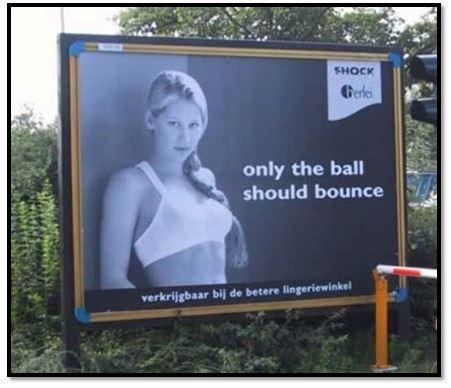 SHOCK
Berlei
only the ball
should bounce
verkrijgbaar bij de betere lingeriewinkel